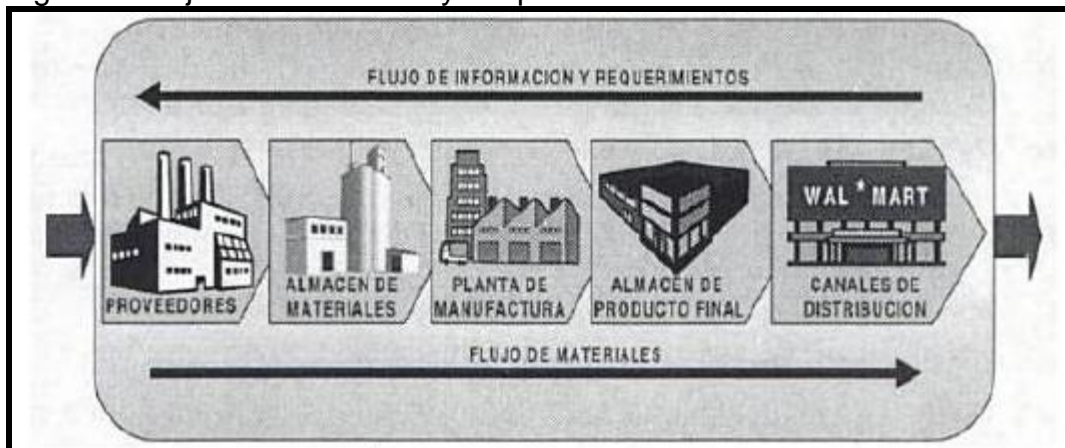 FLUJO DE INFORMACION Y REQUERIMIENTOS
PROVEEDORES
ALMACEN DE
MATERIALES
PLANTA DE
MANUFACTURA
ALMACEN DE
PRODUCTO FINAL
WAL * MART
CANALES DE
DISTRIBUCION
FLUJO DE MATERIALES